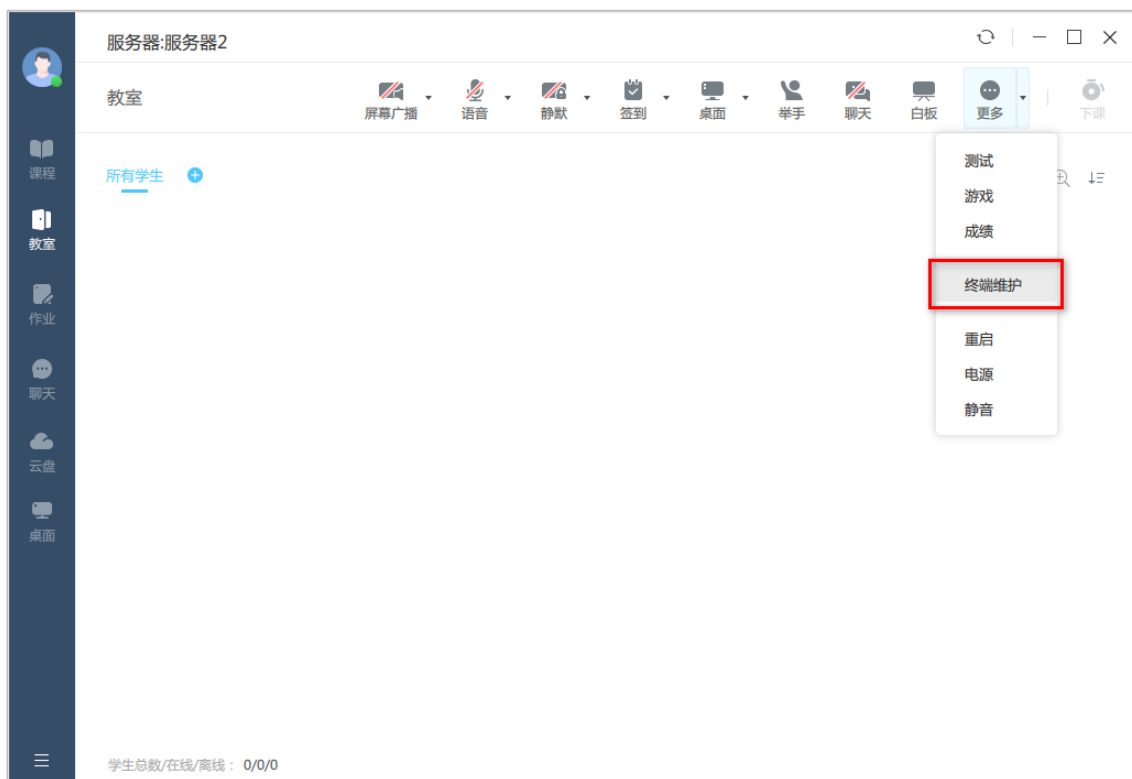 服务器:服务器2
教室
屏幕广播
语音
静默
签到
桌面
举手
聊天
白板
更多
下课
课程
教室
作业
聊天
云盘
桌面
所有学生
测试
游戏
成绩
终端维护
重启
电源
静音
学生总数/在线/离线： 0/0/0